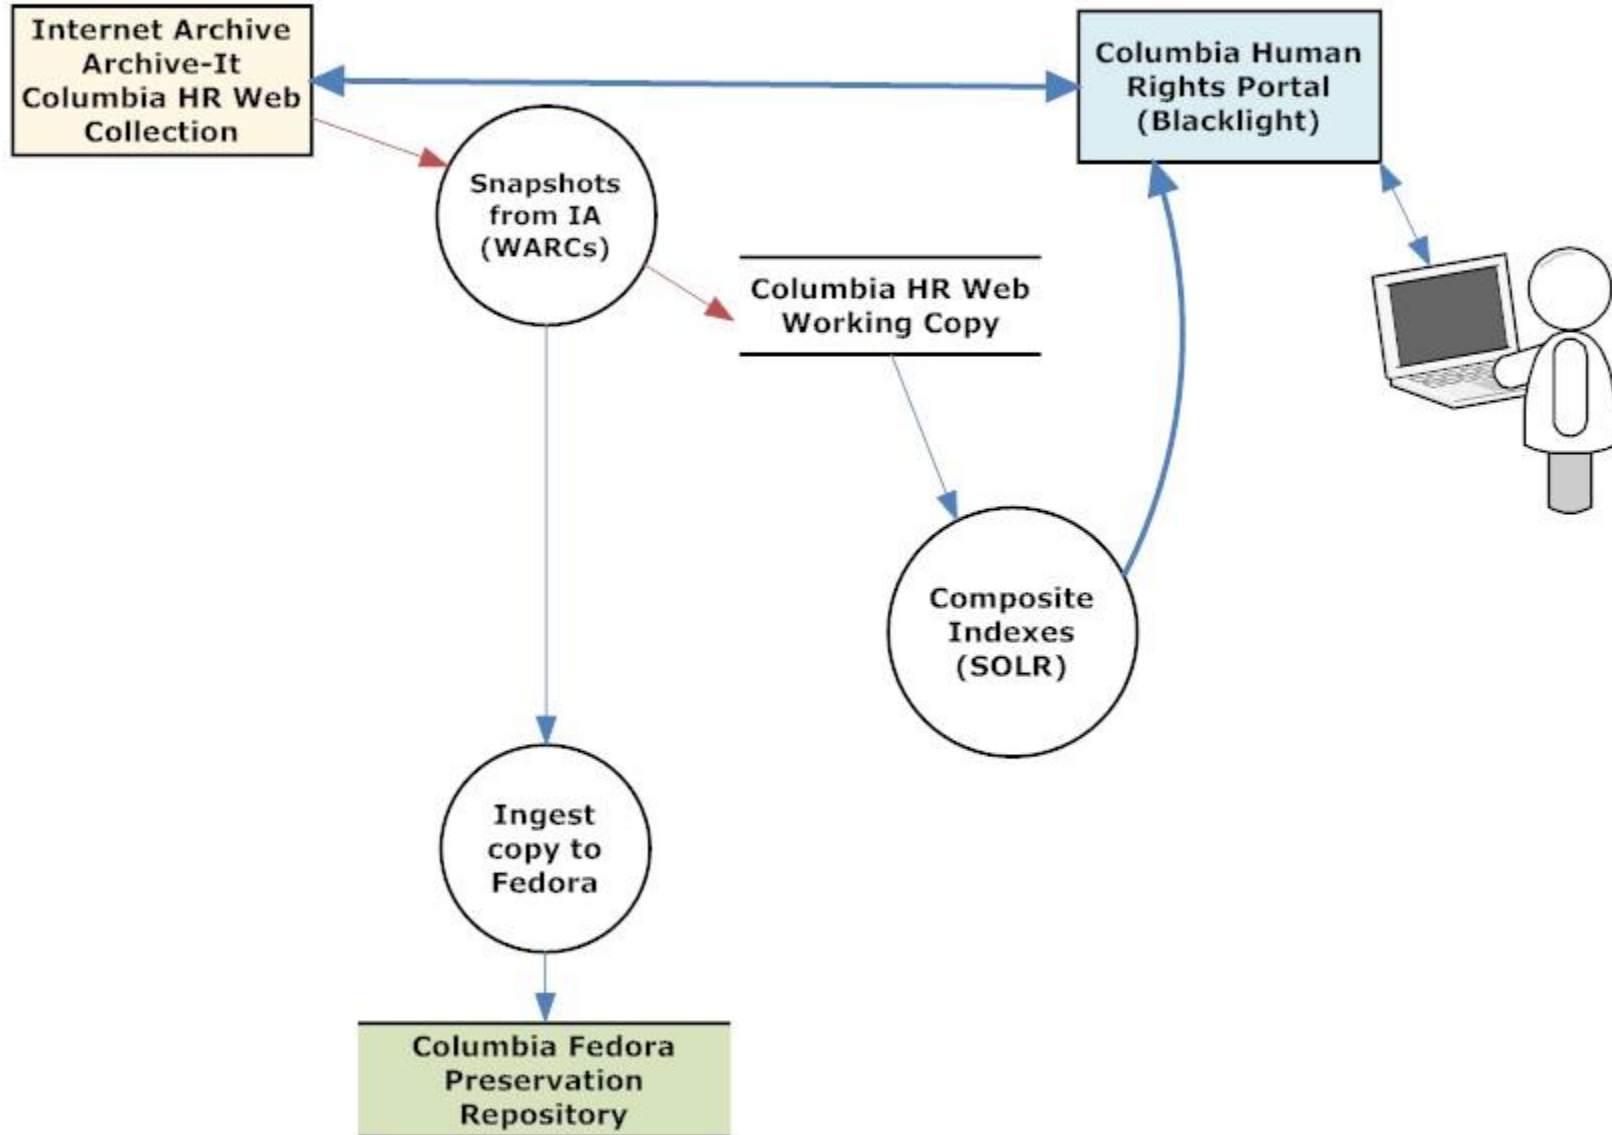 Internet Archive
Archive-It
Columbia HR Web
Collection
Columbia Human
Rights Portal
(Blacklight)
Snapshots
from IA
(WARCs)
Columbia HR Web
Working Copy
Composite
Indexes
(SOLR)
Ingest
copy to
Fedora
Columbia Fedora
Preservation
Repository